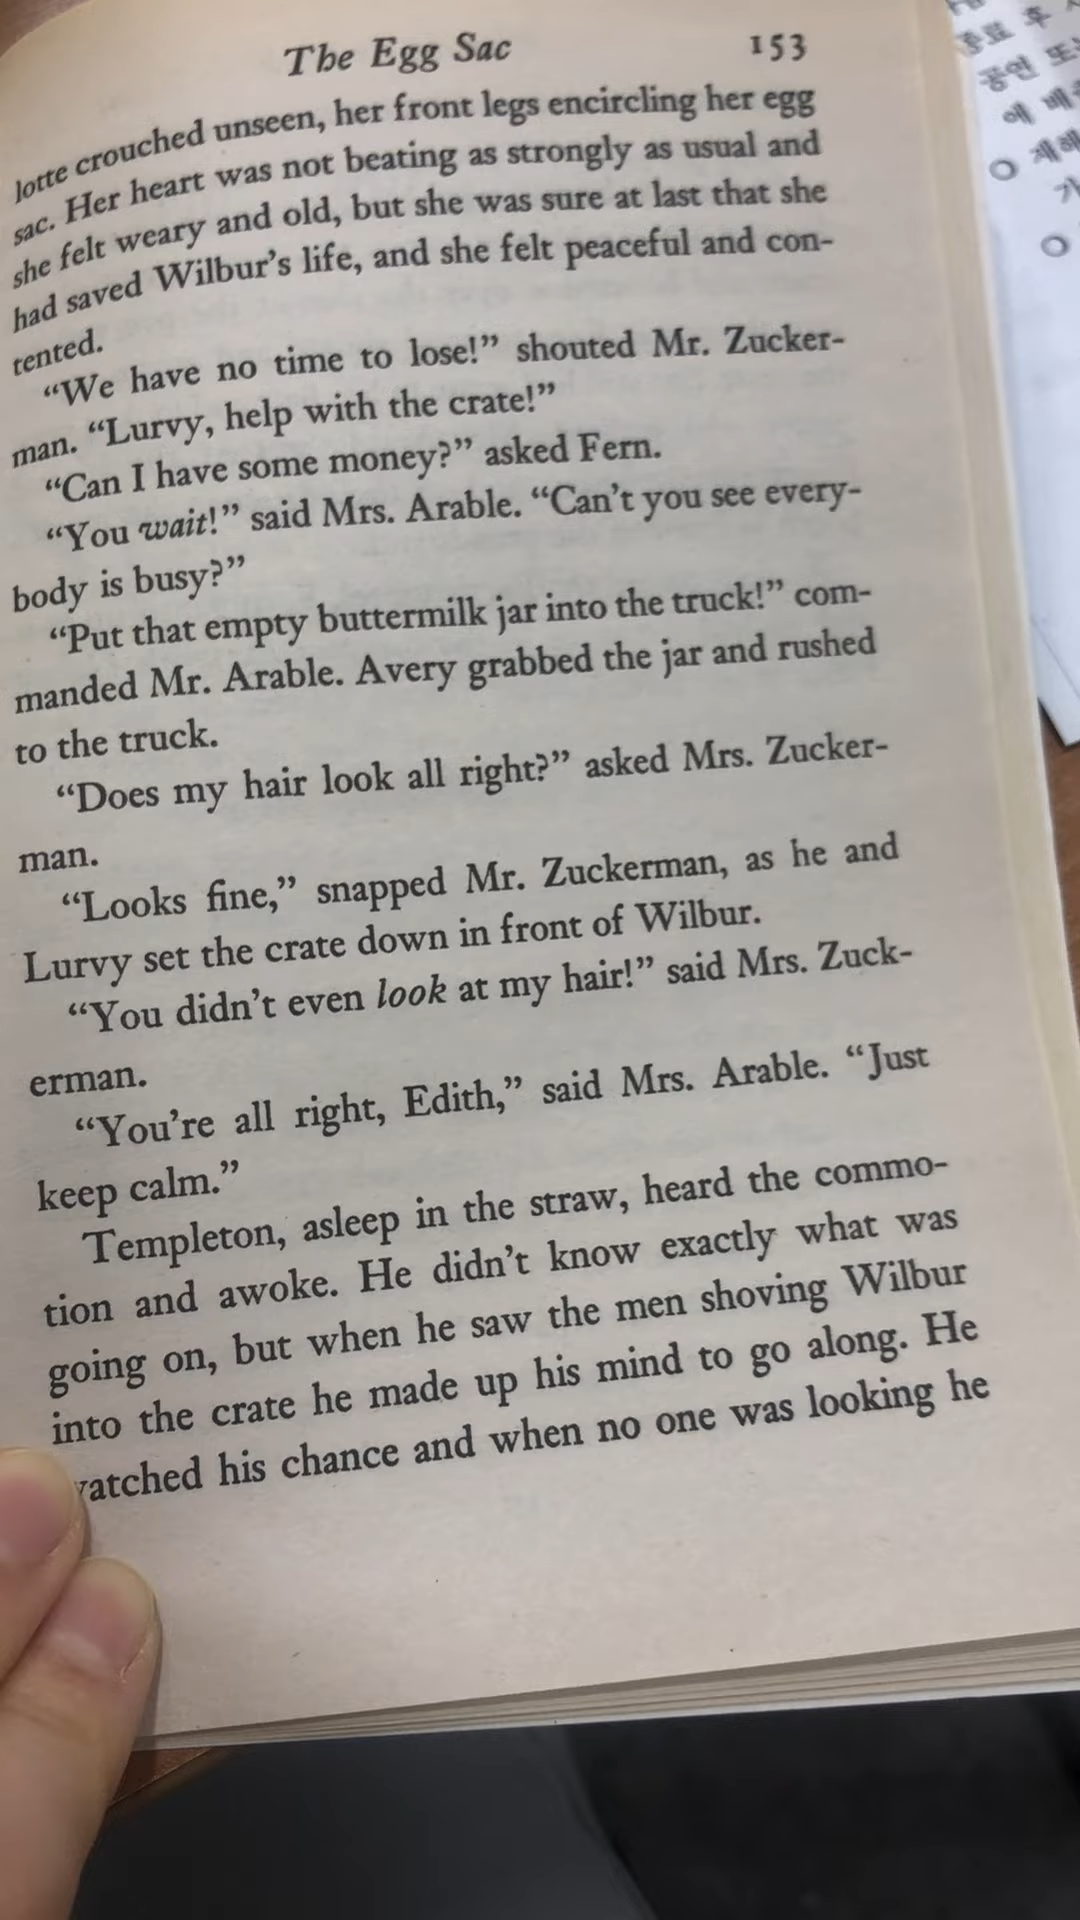 The Egg Sac 153
lotte crouched unseen, her front legs encircling her egg
sac. Her heart was not beating as strongly as usual and
she felt weary and old, but she was sure at last that she
had saved Wilbur's life, and she felt peaceful and con-
tented.
“We have no time to lose!” shouted Mr. Zucker-
man. “Lurvy, help with the crate!”
“Can I have some money?” asked Fern.
“You wait!” said Mrs. Arable. “Can't you see every-
body is busy?”
“Put that empty buttermilk jar into the truck!” com-
manded Mr. Arable. Avery grabbed the jar and rushed
to the truck.
“Does my hair look all right?” asked Mrs. Zucker-
man.
“Looks fine,” snapped Mr. Zuckerman, as he and
Lurvy set the crate down in front of Wilbur.
“You didn't even look at my hair!” said Mrs. Zuck-
erman.
“You're all right, Edith,” said Mrs. Arable. “Just
keep calm.”
Templeton, asleep in the straw, heard the commo-
tion and awoke. He didn't know exactly what was
going on, but when he saw the men shoving Wilbur
into the crate he made up his mind to go along. He
watched his chance and when no one was looking he
종료 후
공연 또는
에